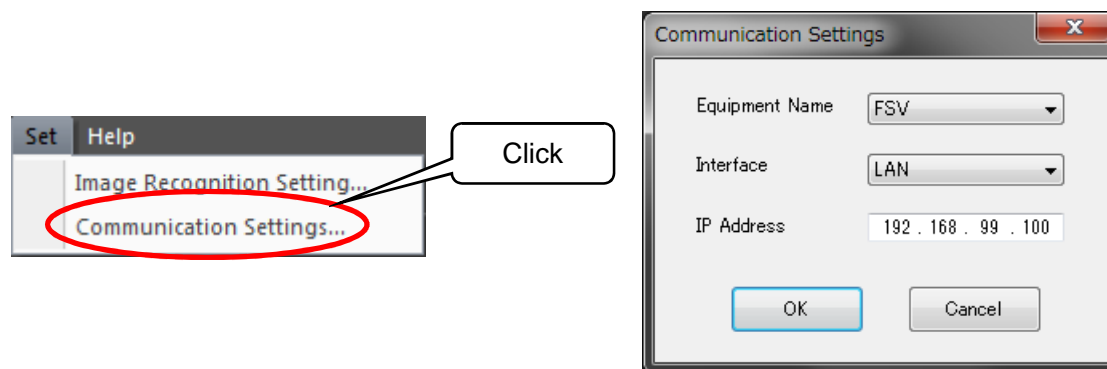 Set Help
Image Recognition Setting...
Communication Settings...
Click
Communication Settings
x
Equipment Name FSV
Interface LAN
IP Address 192 . 168 . 99 . 100
OK Cancel